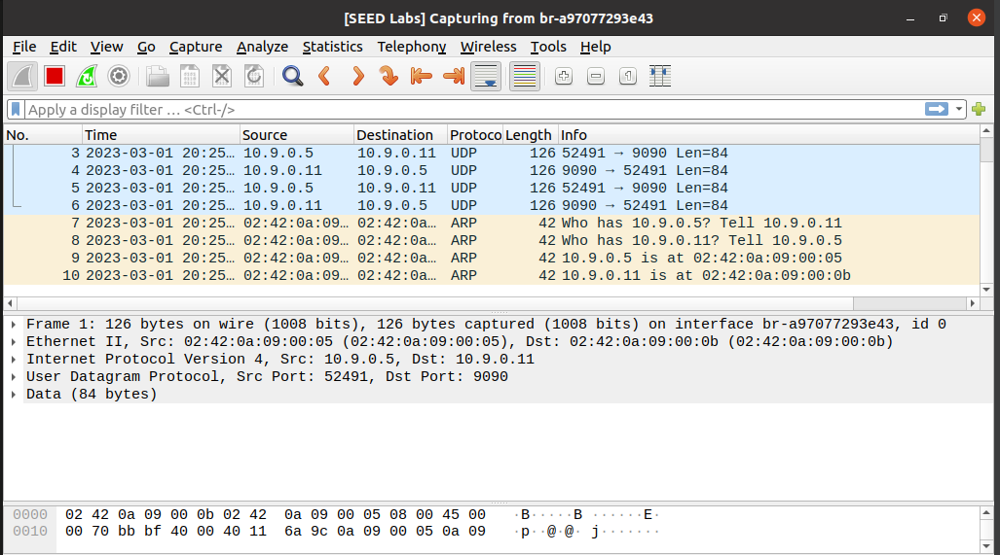 [SEED Labs] Capturing from br-a97077293e43
File Edit View Go Capture Analyze Statistics Telephony Wireless Tools Help
Apply a display filter … <Ctrl-/>
No. Time Source Destination Protoco Length Info
3 2023-03-01 20:25… 10.9.0.5 10.9.0.11 UDP 126 52491 → 9090 Len=84
4 2023-03-01 20:25… 10.9.0.11 10.9.0.5 UDP 126 9090 → 52491 Len=84
5 2023-03-01 20:25… 10.9.0.5 10.9.0.11 UDP 126 52491 → 9090 Len=84
6 2023-03-01 20:25… 10.9.0.11 10.9.0.5 UDP 126 9090 → 52491 Len=84
7 2023-03-01 20:25… 02:42:0a:09… 02:42:0a… ARP 42 Who has 10.9.0.5? Tell 10.9.0.11
8 2023-03-01 20:25… 02:42:0a:09… 02:42:0a… ARP 42 Who has 10.9.0.11? Tell 10.9.0.5
9 2023-03-01 20:25… 02:42:0a:09… 02:42:0a… ARP 42 10.9.0.5 is at 02:42:0a:09:00:05
10 2023-03-01 20:25… 02:42:0a:09… 02:42:0a… ARP 42 10.9.0.11 is at 02:42:0a:09:00:0b
Frame 1: 126 bytes on wire (1008 bits), 126 bytes captured (1008 bits) on interface br-a97077293e43, id 0
Ethernet II, Src: 02:42:0a:09:00:05 (02:42:0a:09:00:05), Dst: 02:42:0a:09:00:0b (02:42:0a:09:00:0b)
Internet Protocol Version 4, Src: 10.9.0.5, Dst: 10.9.0.11
User Datagram Protocol, Src Port: 52491, Dst Port: 9090
Data (84 bytes)
0000 02 42 0a 09 00 0b 02 42 0a 09 00 05 08 00 45 00 ·B·····B ······E·
0010 00 70 bb bf 40 00 40 11 6a 9c 0a 09 00 05 0a 09 ·p··@·@· j·······